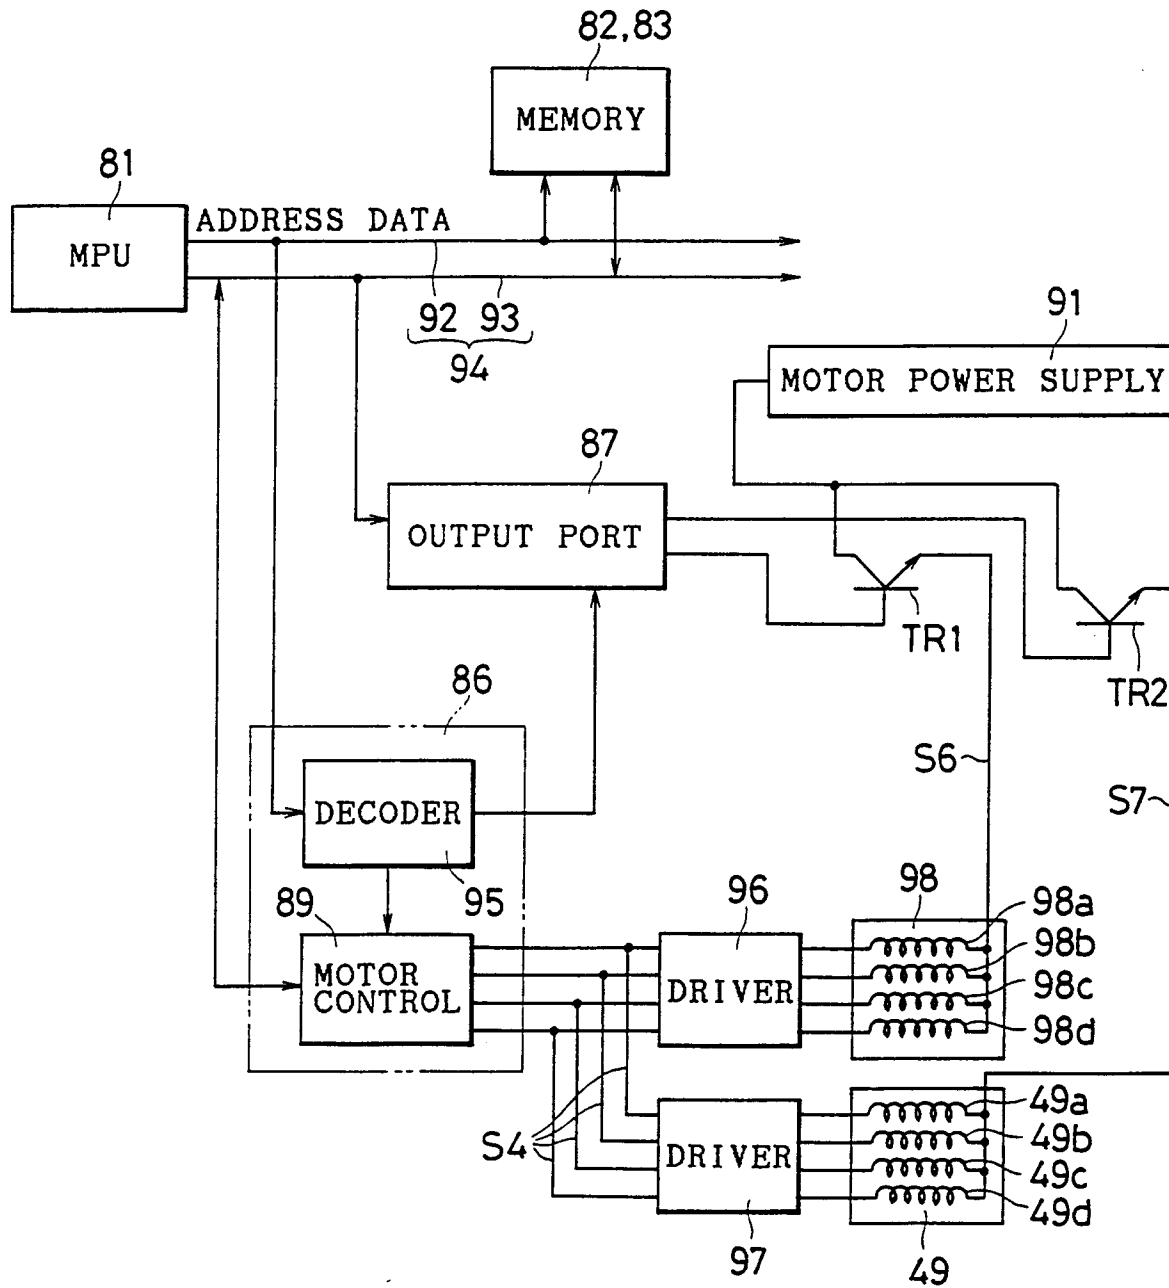 82,83
MEMORY
81
MPU
ADDRESS DATA
92 93
94
91
MOTOR POWER SUPPLY
87
OUTPUT PORT
TR1
TR2
86
S6
S7
DECODER
95
89
MOTOR
CONTROL
96
DRIVER
98
98a
98b
98c
98d
S4
DRIVER
97
49a
49b
49c
49d
49